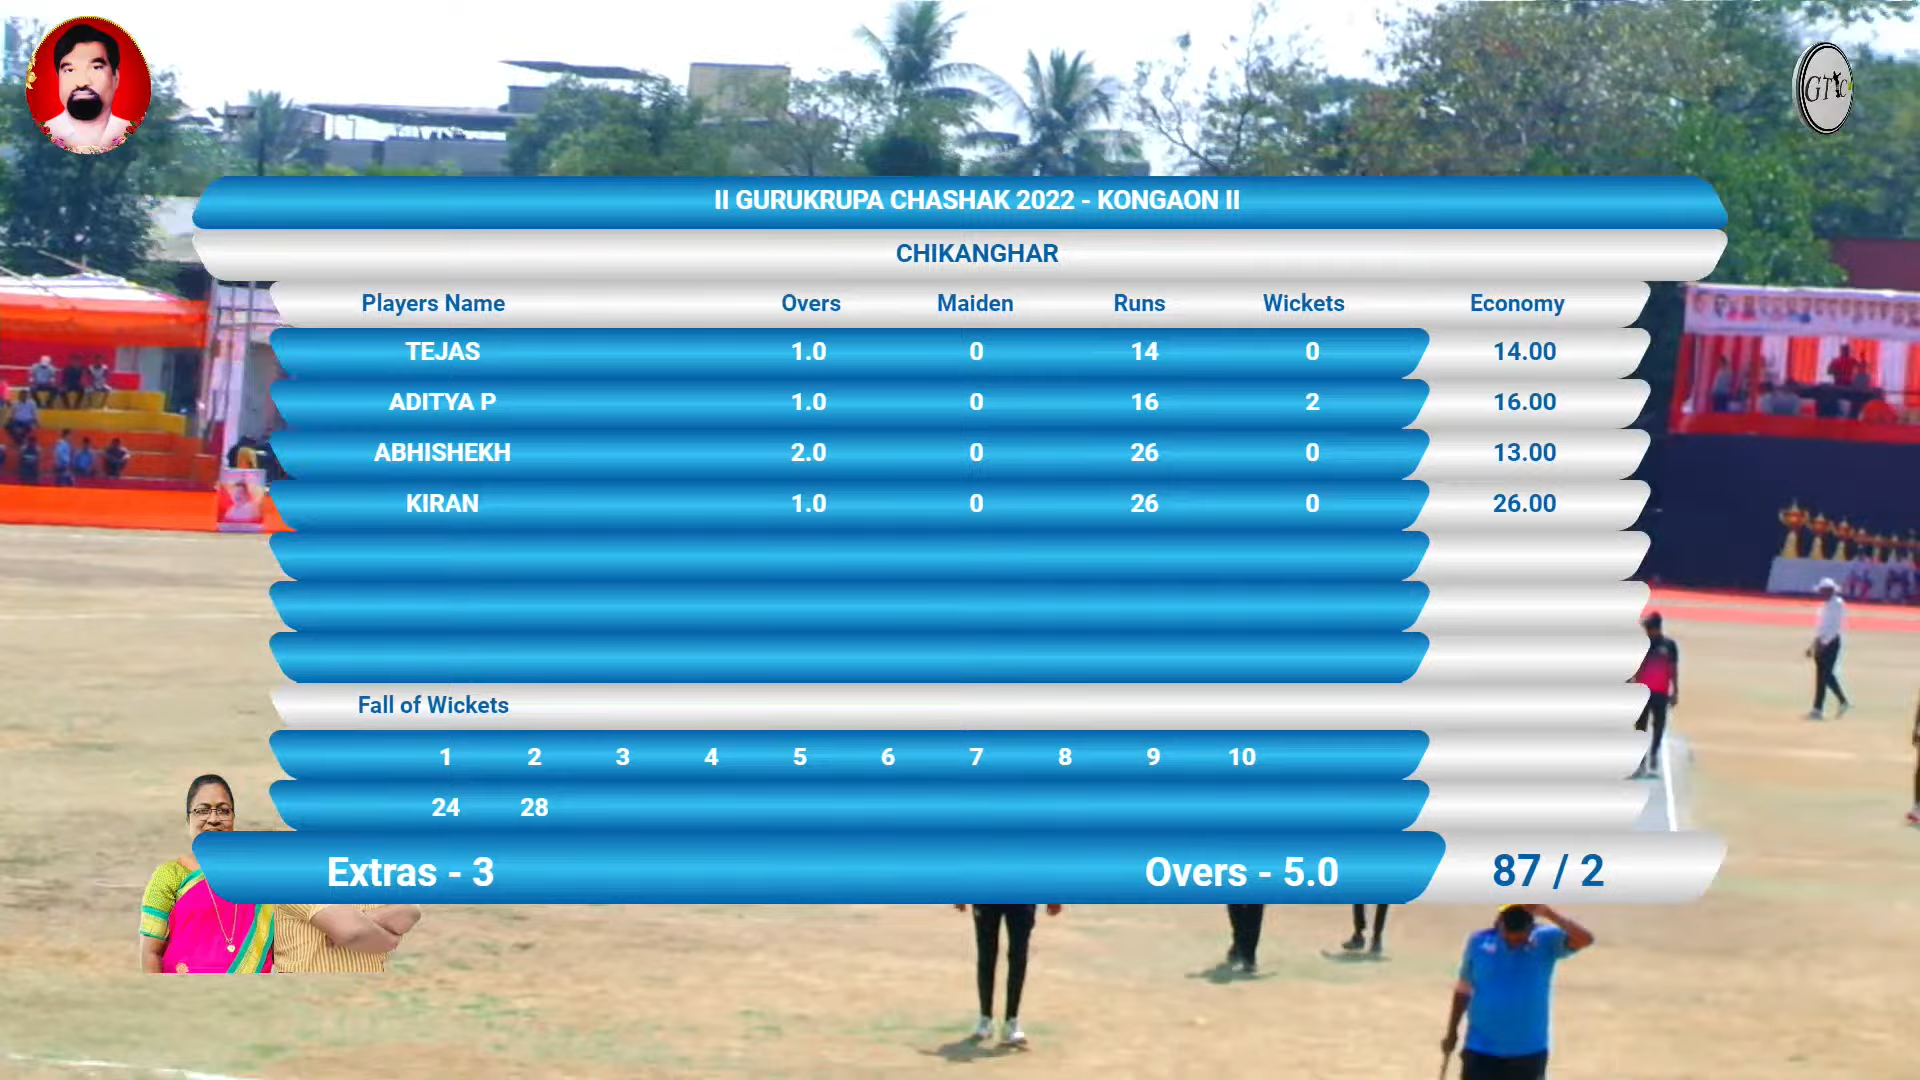 GTC
II GURUKRUPA CHASHAK 2022 - KONGAON II
CHIKANGHAR
Players Name Overs Maiden Runs Wickets Economy
TEJAS 1.0 0 14 0 14.00
ADITYA P 1.0 0 16 2 16.00
ABHISHEKH 2.0 0 26 0 13.00
KIRAN 1.0 0 26 0 26.00
Fall of Wickets
1 2 3 4 5 6 7 8 9 10
24 28
Extras - 3 Overs - 5.0 87 / 2